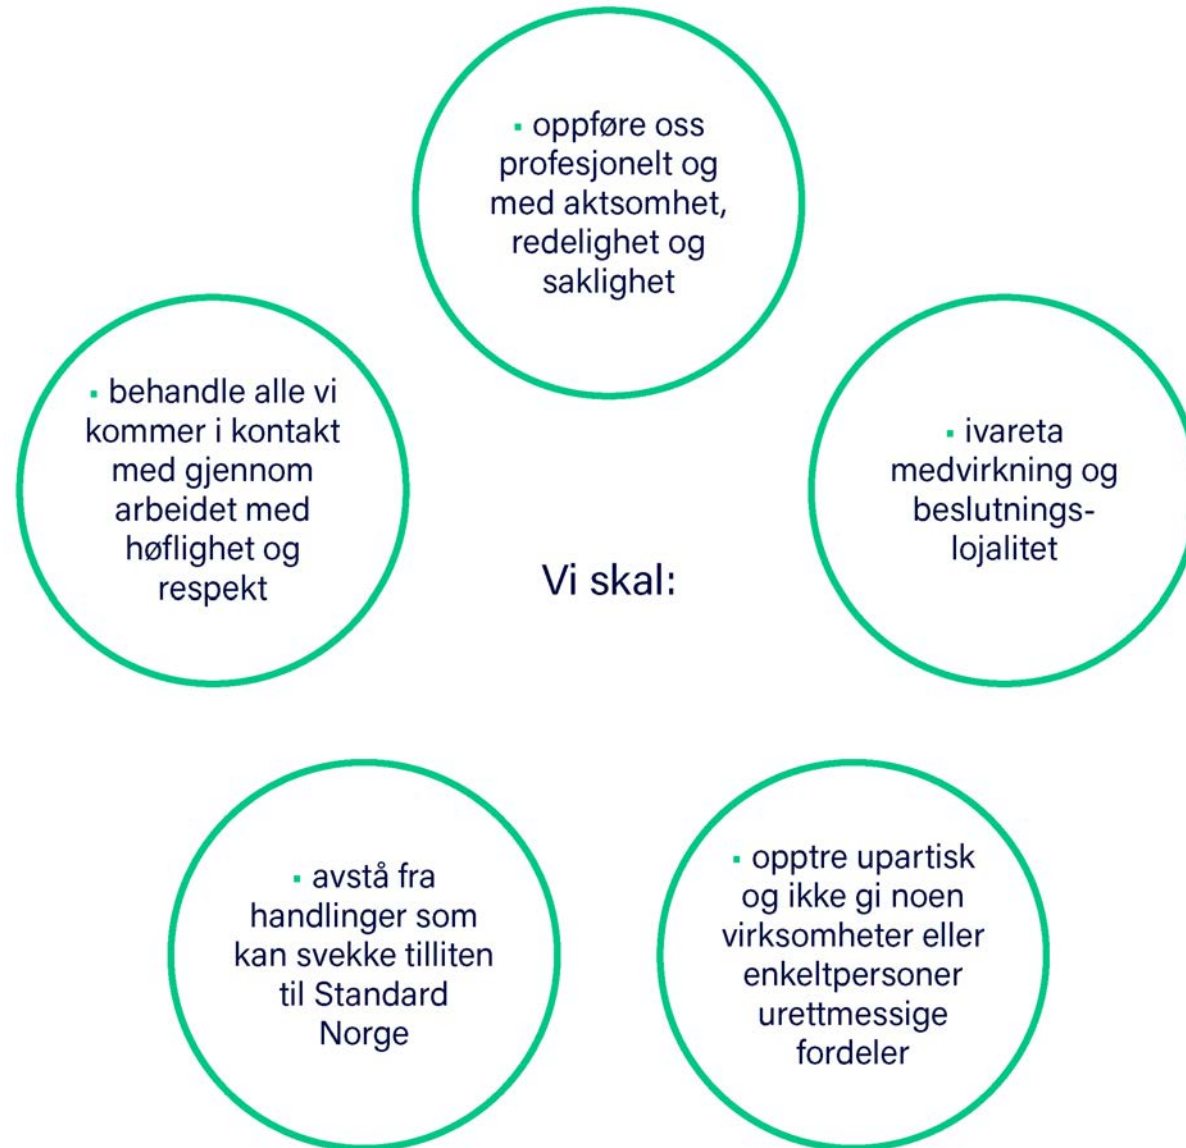 ▪ oppføre oss
profesjonelt og
med aktsomhet,
redelighet og
saklighet
▪ ivareta
medvirkning og
beslutnings-
lojalitet
▪ opptre upartisk
og ikke gi noen
virksomheter eller
enkeltpersoner
urettmessige
fordeler
▪ avstå fra
handlinger som
kan svekke tilliten
til Standard
Norge
▪ behandle alle vi
kommer i kontakt
med gjennom
arbeidet med
høflighet og
respekt
Vi skal: